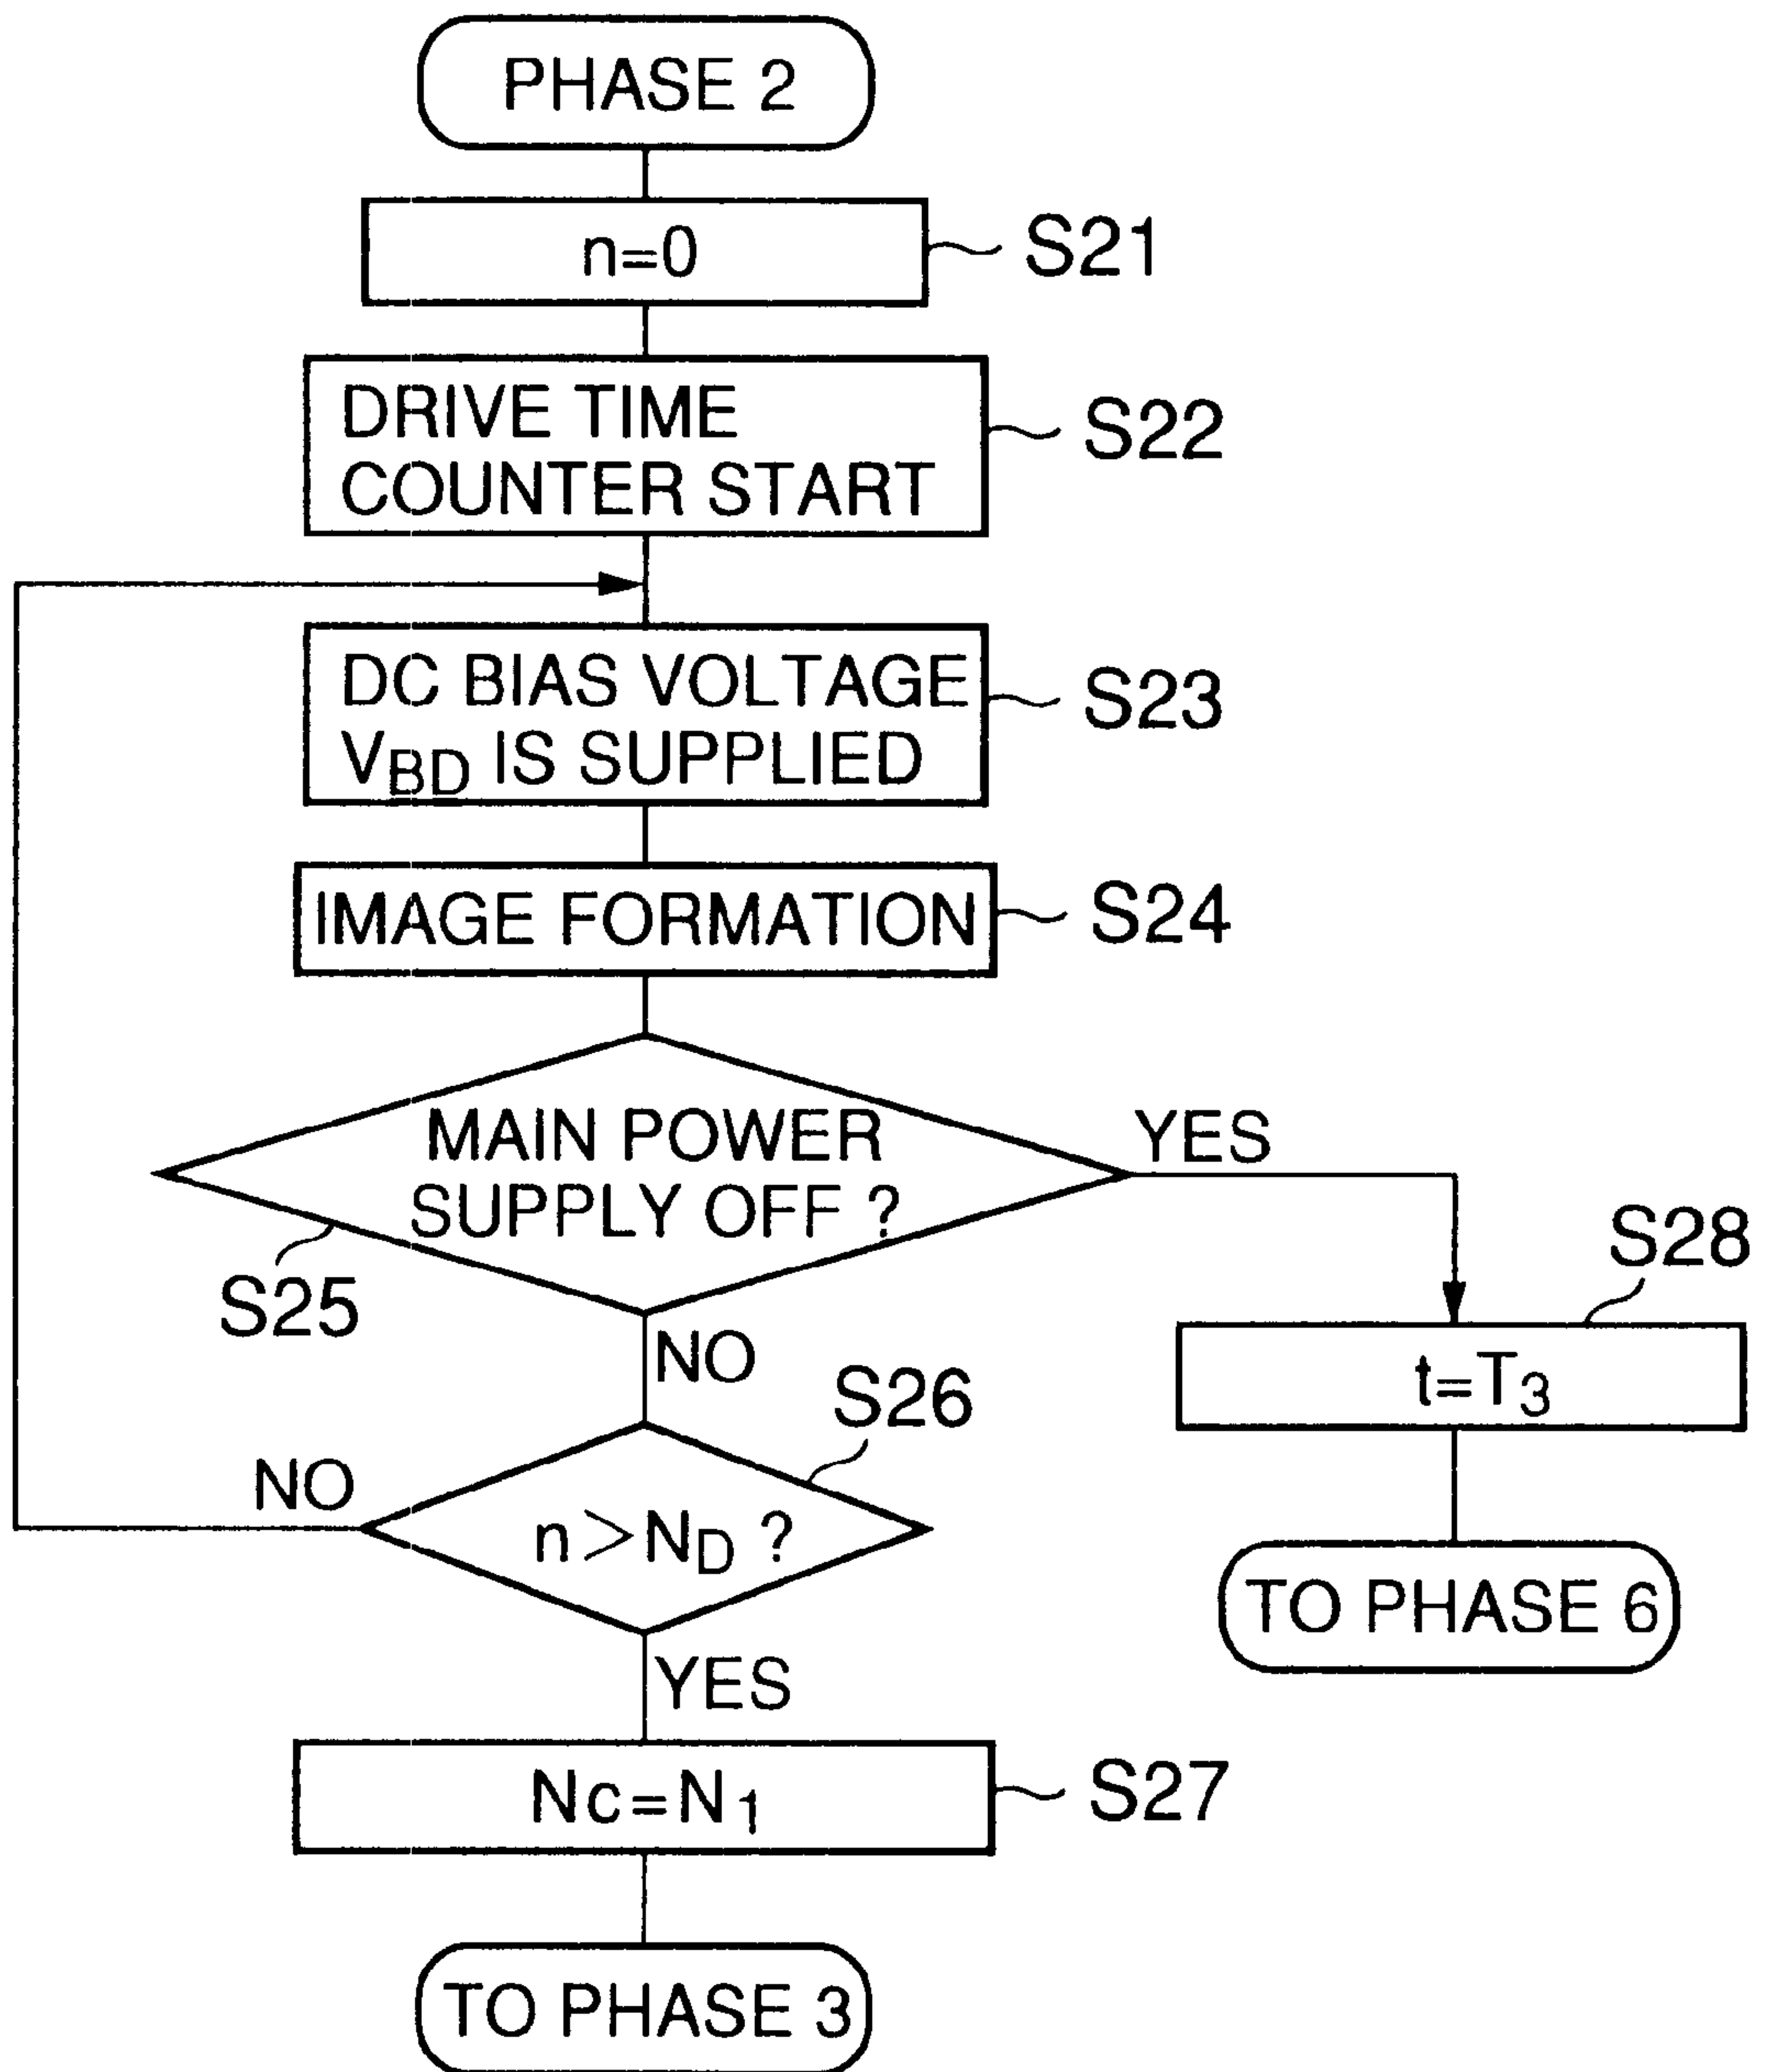 PHASE 2
n=0
S21
DRIVE TIME
COUNTER START
S22
DC BIAS VOLTAGE
VBD IS SUPPLIED
S23
IMAGE FORMATION
S24
MAIN POWER
SUPPLY OFF ?
YES
S25
S28
t=T3
NO
S26
n>ND ?
NO
TO PHASE 6
YES
Nc=N1
S27
TO PHASE 3